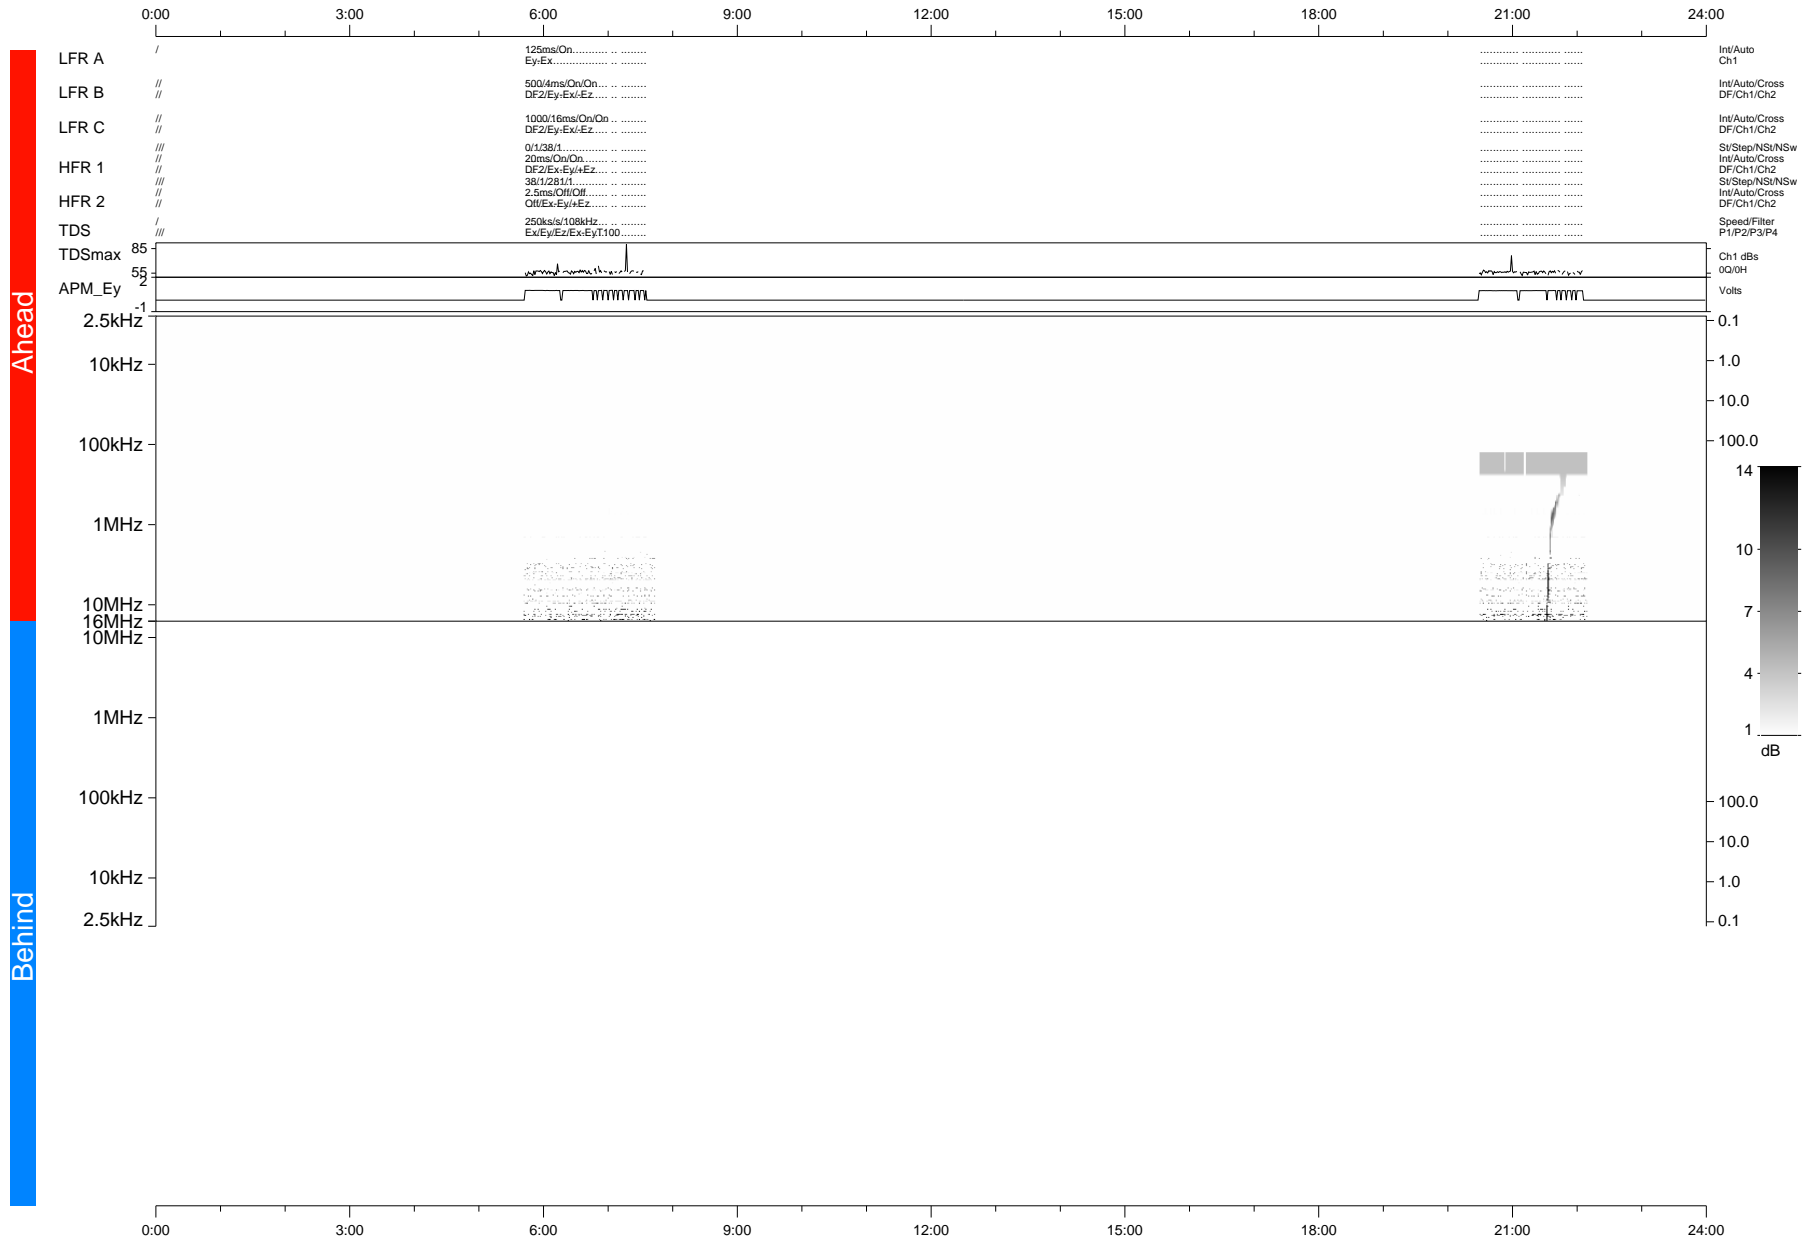 0:00 3:00 6:00 9:00 12:00 15:00 18:00 21:00 24:00
LFR A / 125ms/On Int/Auto
Ey-Ex Ch1
LFR B // 500/4ms/On/On Int/Auto/Cross
// DF2/Ey-Ex/-Ez DF/Ch1/Ch2
LFR C // 1000/16ms/On/On Int/Auto/Cross
// DF2/Ey-Ex/-Ez DF/Ch1/Ch2
/// 0/1/38/1 St/Step/NSt/NSw
HFR 1 // 20ms/On/On Int/Auto/Cross
// DF2/Ex-Ey/+Ez DF/Ch1/Ch2
/// 38/1/281/1 St/Step/NSt/NSw
HFR 2 // 2.5ms/Off/Off Int/Auto/Cross
// Off/Ex-Ey/+Ez DF/Ch1/Ch2
TDS / 250ks/s/108kHz Speed/Filter
/// Ex/Ey/Ez/Ex-EyT100 P1/P2/P3/P4
TDSmax 85 Ch1 dBs
55 0Q/0H
APM_Ey 2 Volts
-1
2.5kHz 0.1
10kHz 1.0
10.0
100kHz 100.0
1MHz
10MHz
16MHz
10MHz
1MHz
100kHz 100.0
10.0
10kHz 1.0
2.5kHz 0.1
14
10
7
4
1
dB
Ahead
Behind
0:00 3:00 6:00 9:00 12:00 15:00 18:00 21:00 24:00